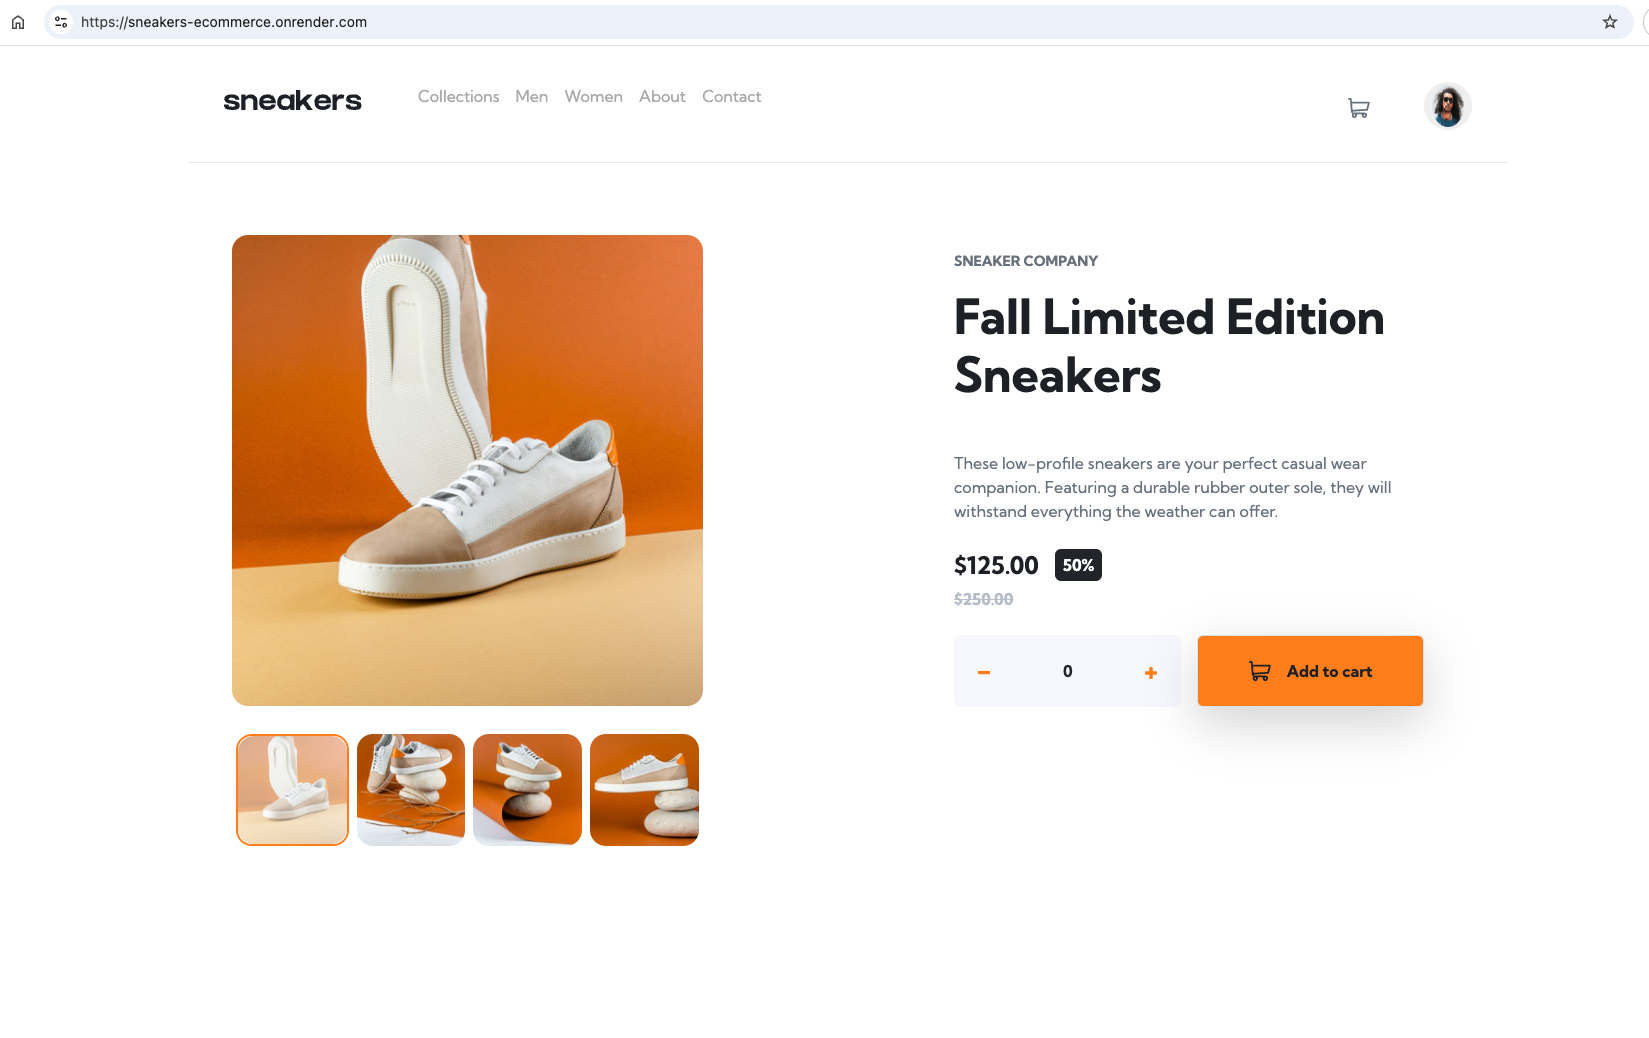 https://sneakers-ecommerce.onrender.com
sneakers
Collections Men Women About Contact
SNEAKER COMPANY
Fall Limited Edition
Sneakers
These low-profile sneakers are your perfect casual wear
companion. Featuring a durable rubber outer sole, they will
withstand everything the weather can offer.
$125.00 50%
$250.00
0
Add to cart